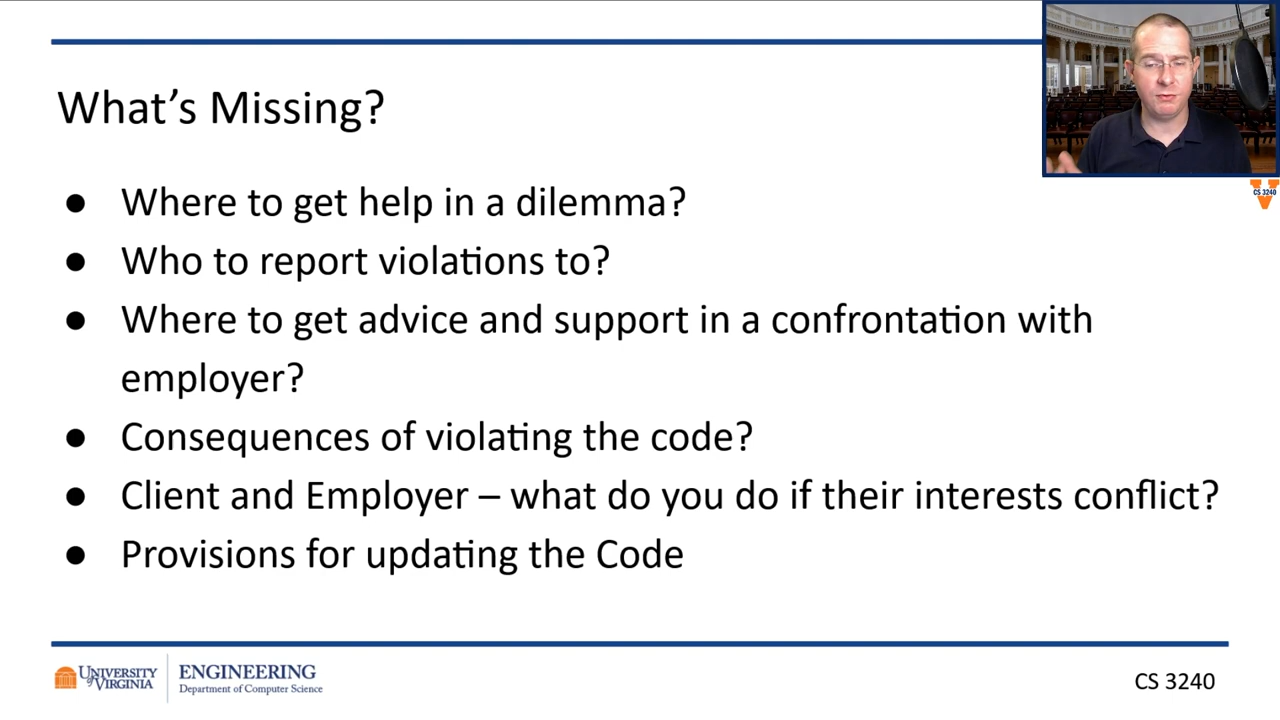 What's Missing?
CS 3240
● Where to get help in a dilemma?
● Who to report violations to?
● Where to get advice and support in a confrontation with
employer?
● Consequences of violating the code?
● Client and Employer – what do you do if their interests conflict?
● Provisions for updating the Code
UNIVERSITY
of VIRGINIA
ENGINEERING
Department of Computer Science
CS 3240